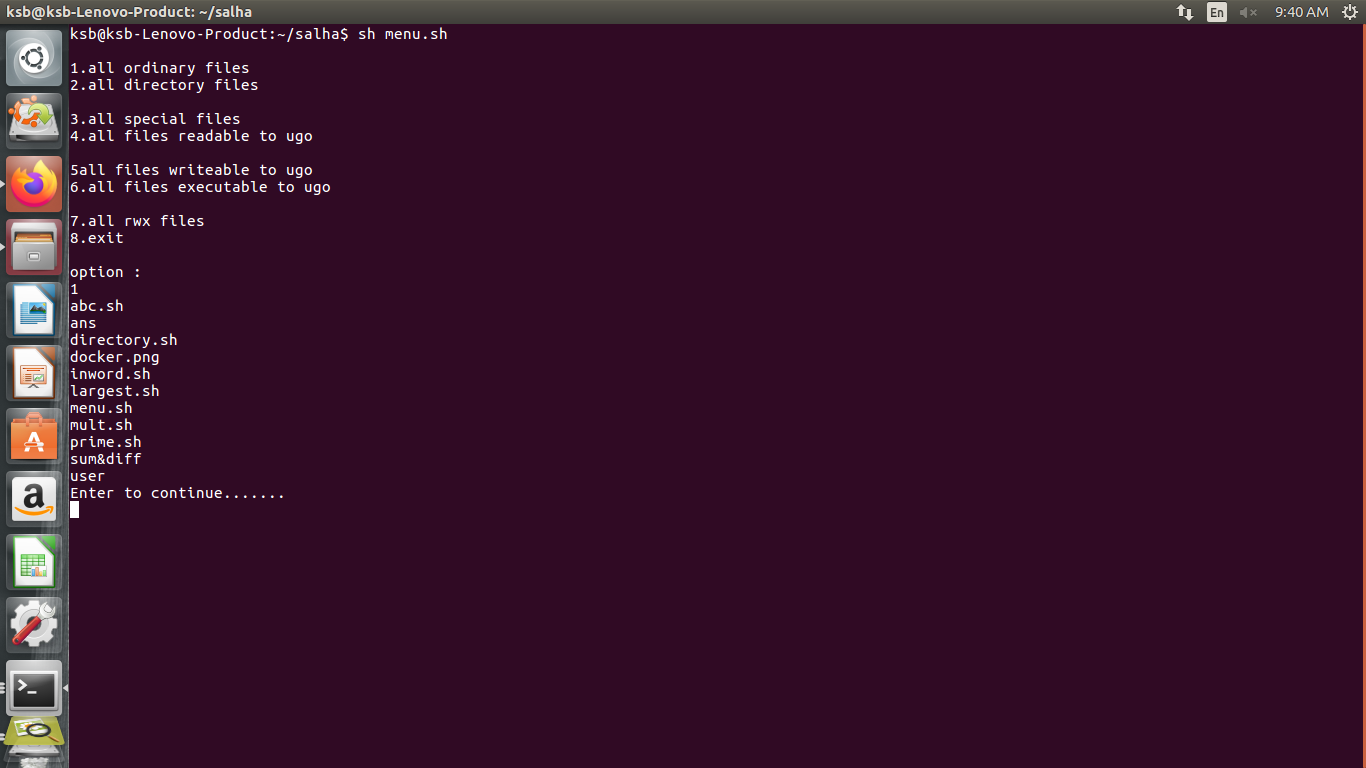 ksb@ksb-Lenovo-Product: ~/salha
En
9:40 AM
ksb@ksb-Lenovo-Product:~/salha$ sh menu.sh
1.all ordinary files
2.all directory files
3.all special files
4.all files readable to ugo
5all files writeable to ugo
6.all files executable to ugo
7.all rwx files
8.exit
option :
1
abc.sh
ans
directory.sh
docker.png
inword.sh
largest.sh
menu.sh
mult.sh
prime.sh
sum&diff
user
Enter to continue.......